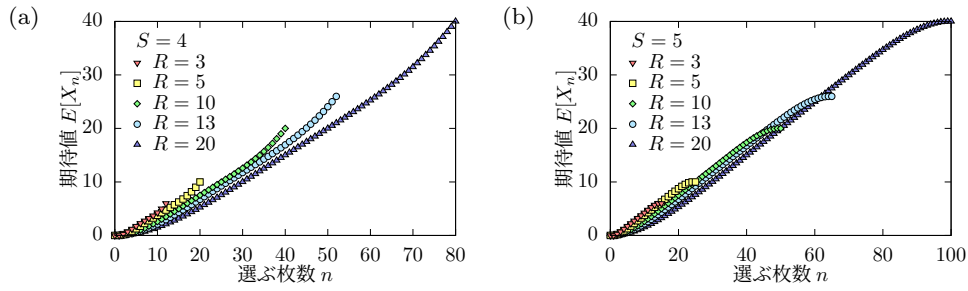 (a)
期待値 E[X_n]
40
30
20
10
0
S = 4
R = 3
R = 5
R = 10
R = 13
R = 20
0 10 20 30 40 50 60 70 80
選ぶ枚数 n
(b)
期待値 E[X_n]
40
30
20
10
0
S = 5
R = 3
R = 5
R = 10
R = 13
R = 20
0 20 40 60 80 100
選ぶ枚数 n